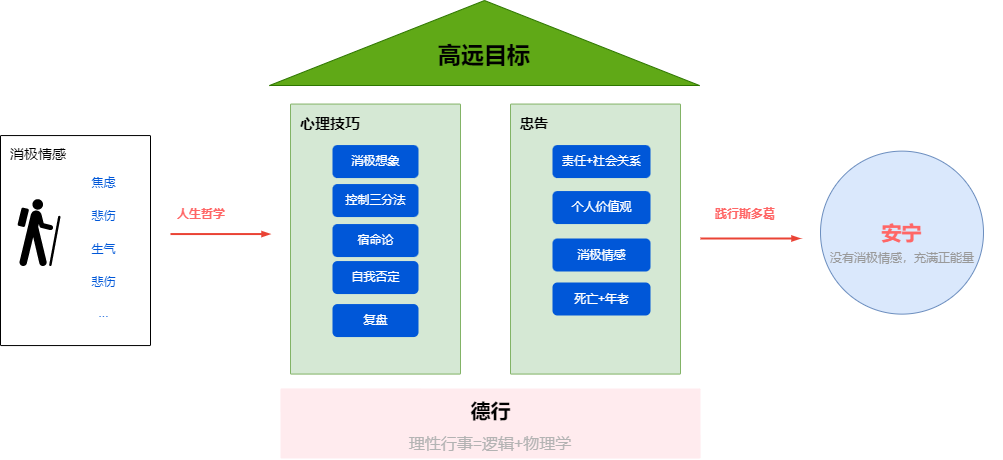 高远目标
消极情感
焦虑
悲伤
生气
悲伤
...
人生哲学
心理技巧
消极想象
控制三分法
宿命论
自我否定
复盘
忠告
责任+社会关系
个人价值观
消极情感
死亡+年老
践行斯多葛
安宁
没有消极情感，充满正能量
德行
理性行事=逻辑+物理学